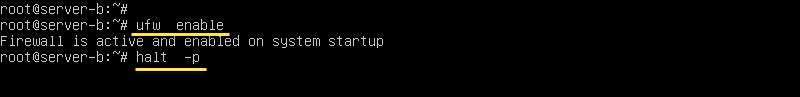 root@server-b:~#
root@server-b:~# ufw  enable
Firewall is active and enabled on system startup
root@server-b:~# halt  -p